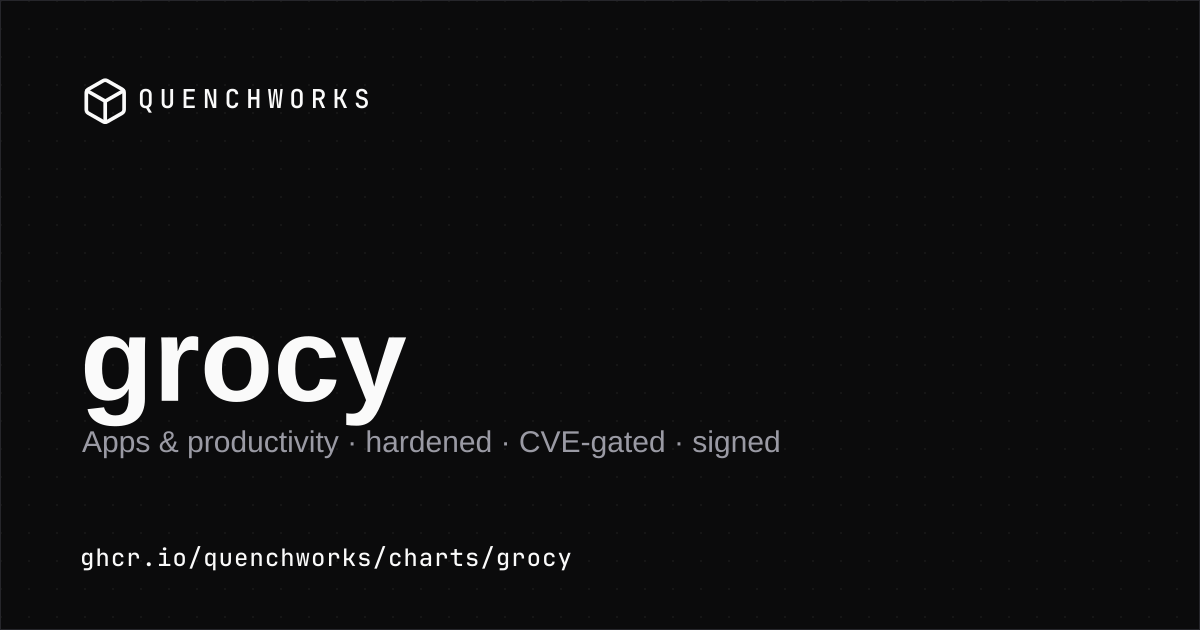 QUENCHWORKS
grocy
Apps & productivity · hardened · CVE-gated · signed
ghcr.io/quenchworks/charts/grocy